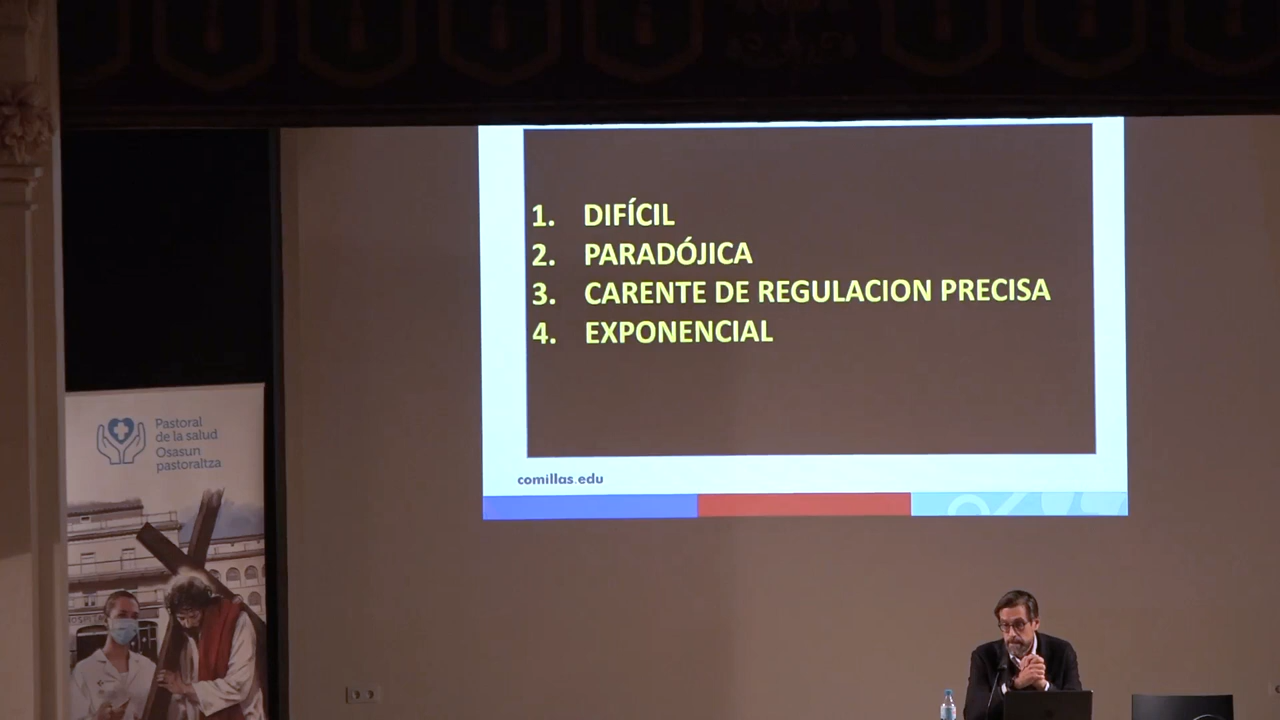 1. DIFÍCIL
2. PARADÓJICA
3. CARENTE DE REGULACION PRECISA
4. EXPONENCIAL
comillas.edu
Pastoral
de la salud
Osasun
pastoraltza